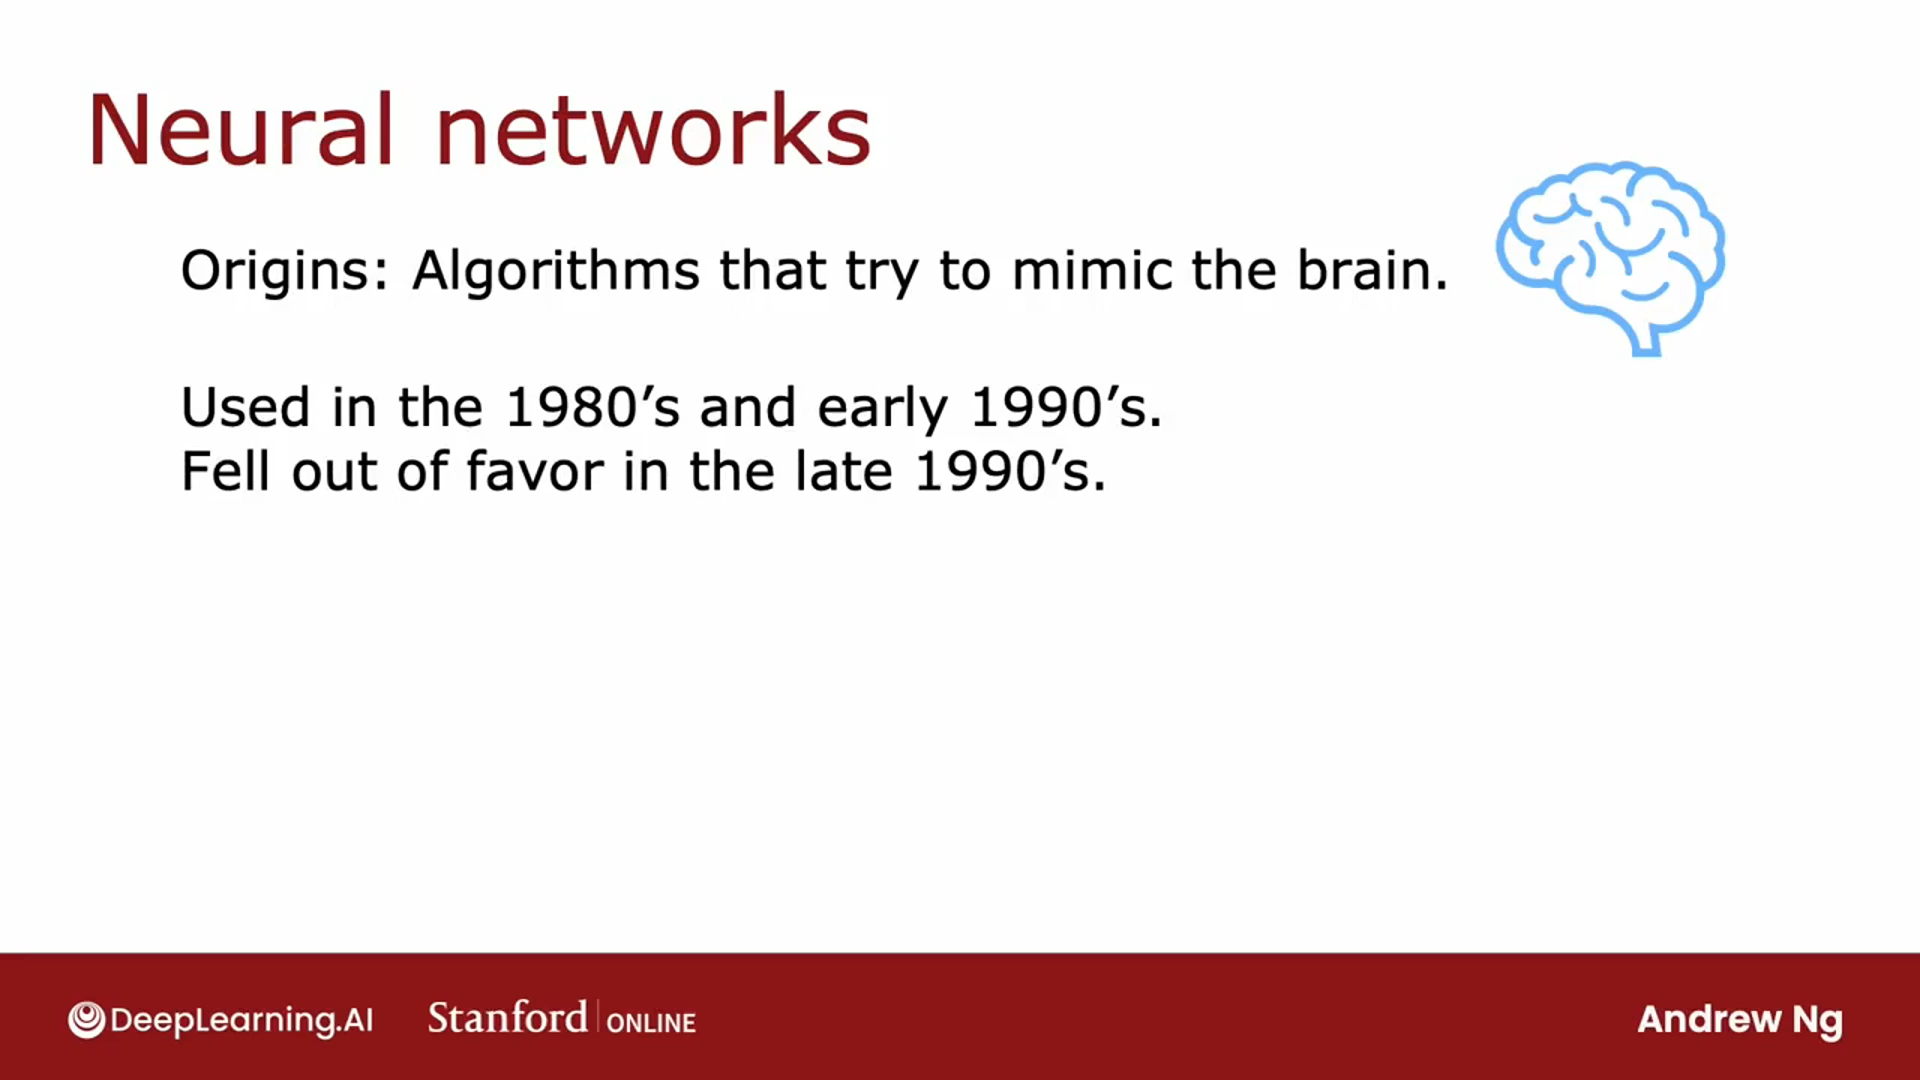 Neural networks
Origins: Algorithms that try to mimic the brain.
Used in the 1980’s and early 1990’s.
Fell out of favor in the late 1990’s.
DeepLearning.AI Stanford ONLINE Andrew Ng